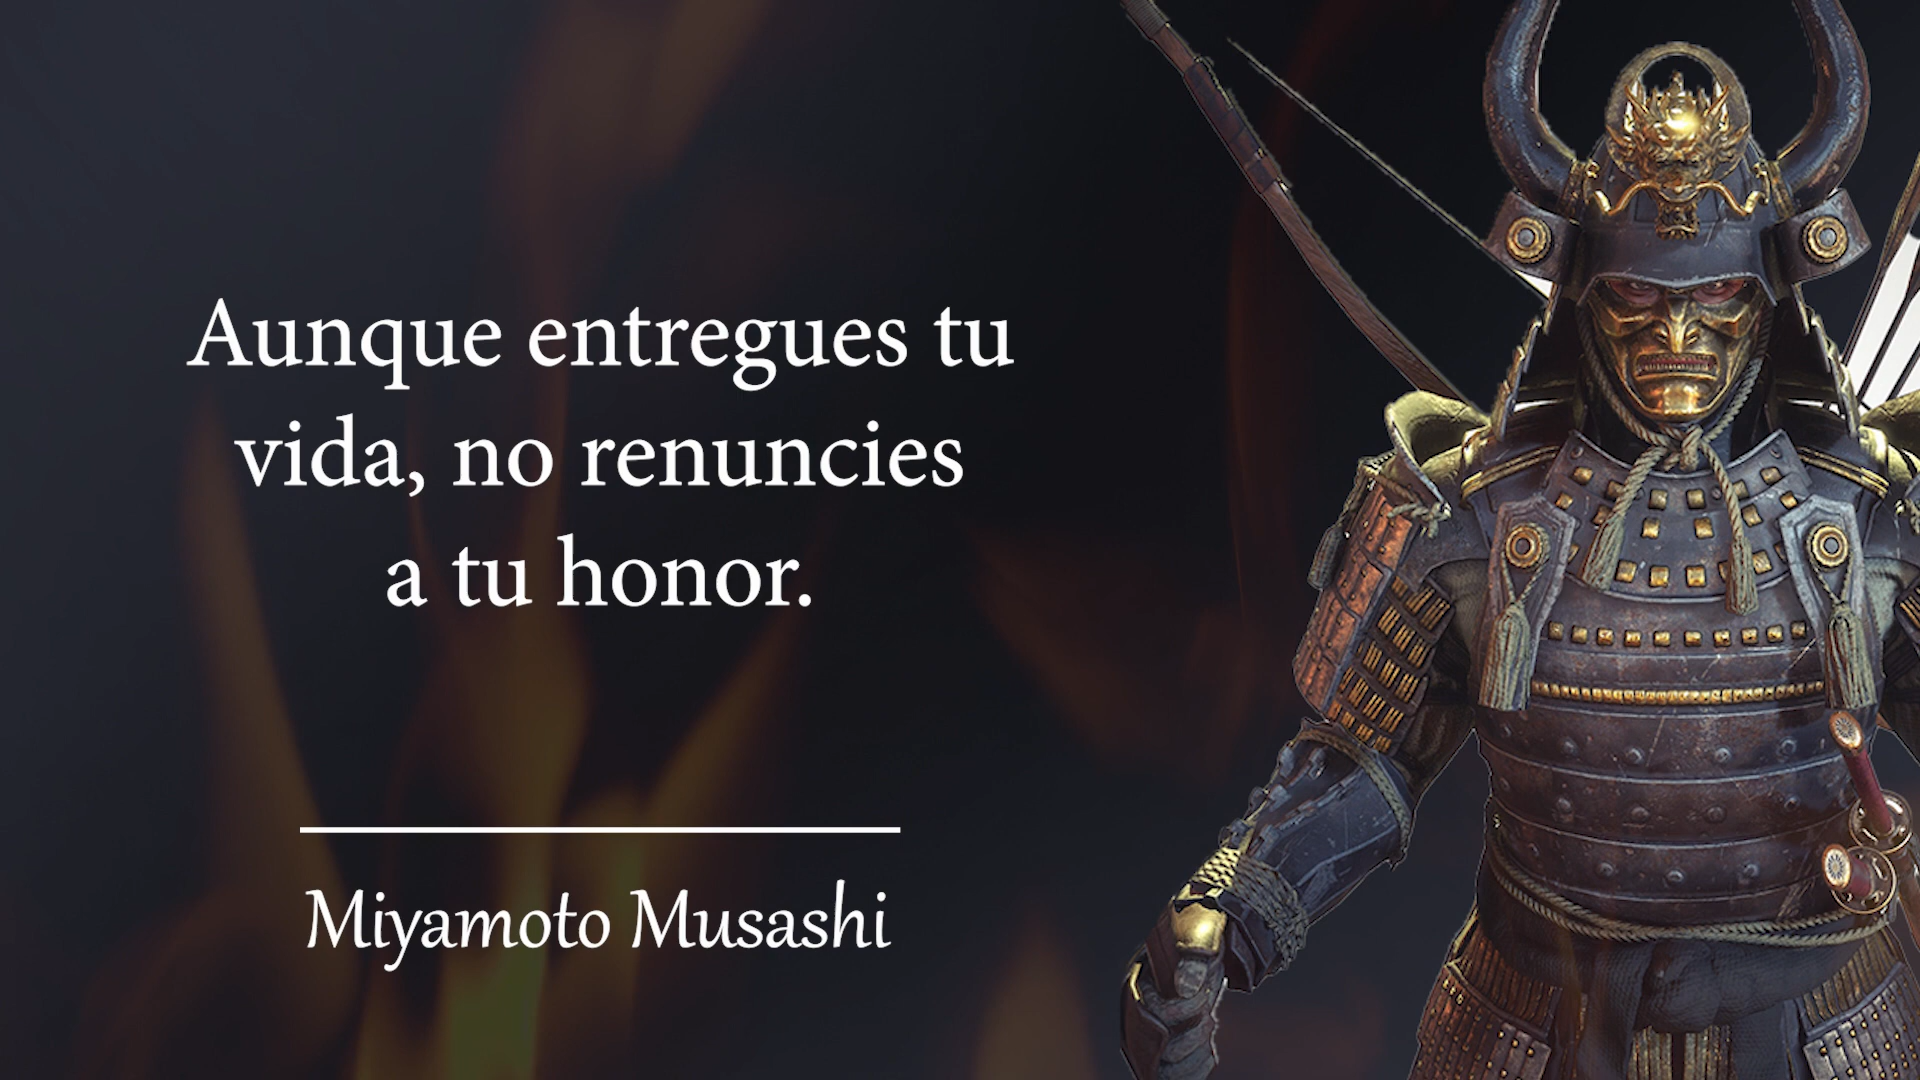 Aunque entregues tu
vida, no renuncies
a tu honor.
Miyamoto Musashi